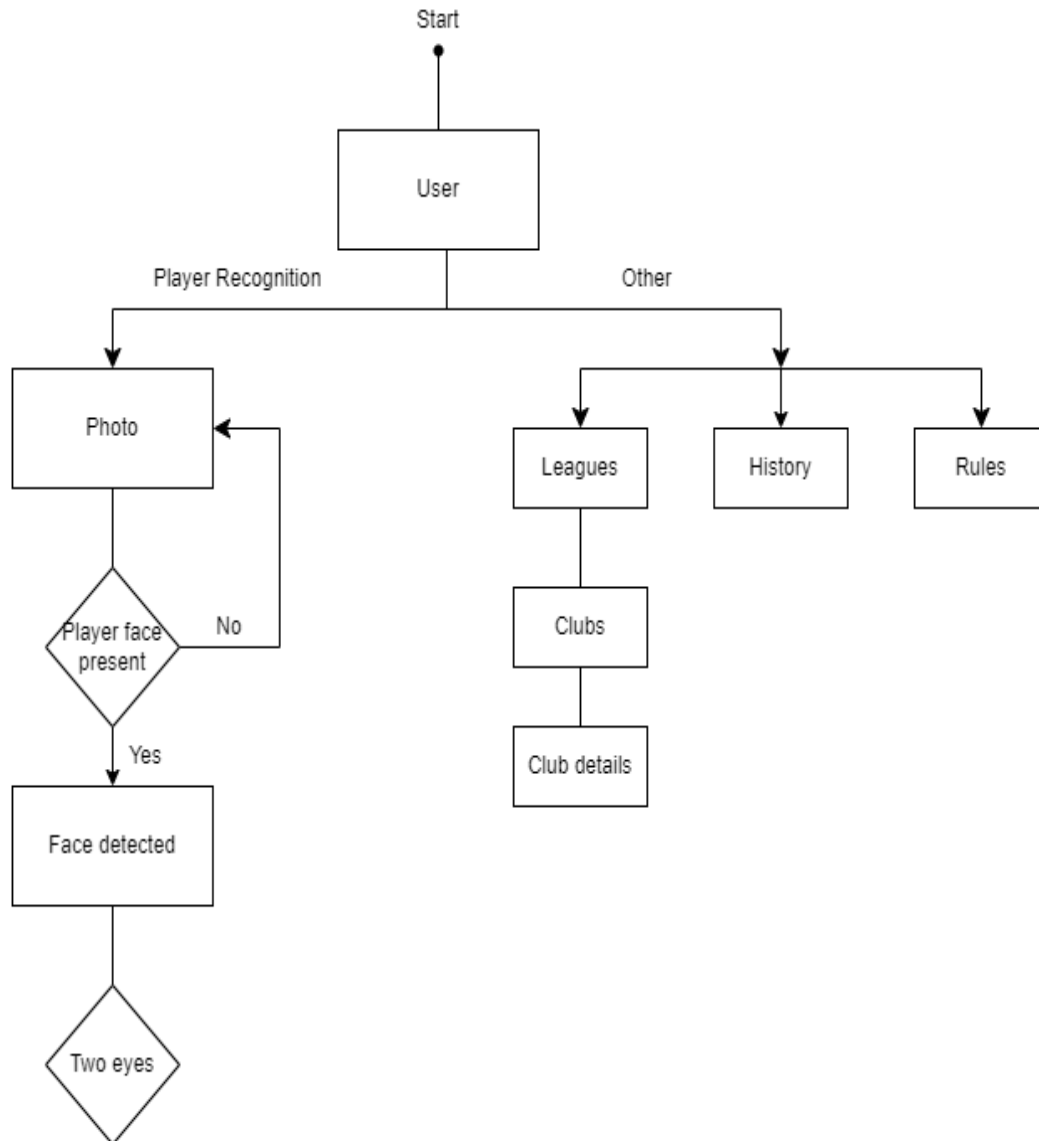 Start
User
Player Recognition
Other
Photo
Leagues
History
Rules
Player face
present
No
Clubs
Yes
Club details
Face detected
Two eyes